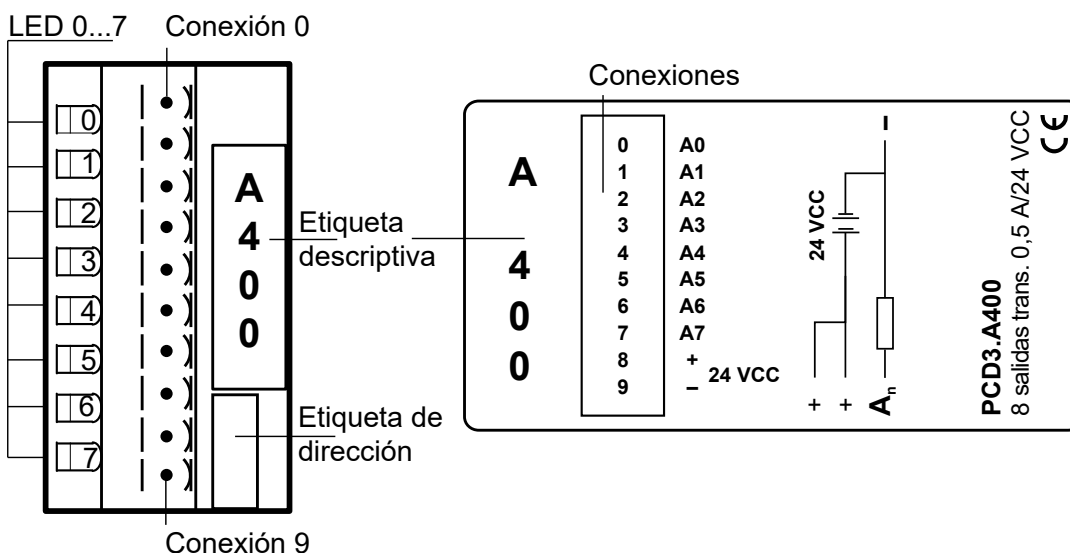 LED 0...7
Conexión 0
0
1
2
3
4
5
6
7
A
4
0
0
Etiqueta
descriptiva
Etiqueta de
dirección
Conexión 9
Conexiones
A
4
0
0
0 A0
1 A1
2 A2
3 A3
4 A4
5 A5
6 A6
7 A7
8 +
9 –
24 VCC
24 VCC
–
+ + An
PCD3.A400
8 salidas trans. 0,5 A/24 VCC
CE